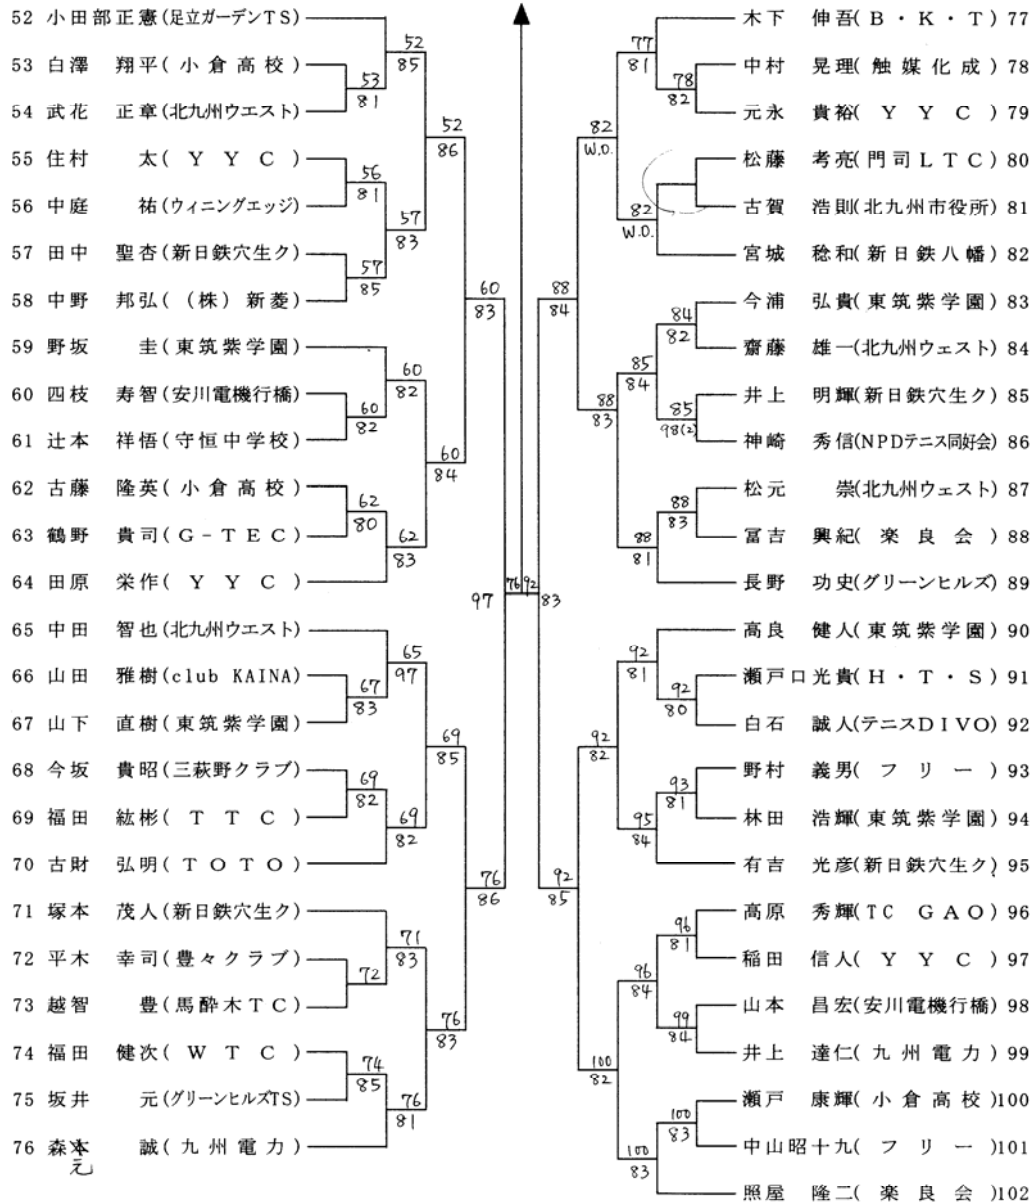 52 小田部正憲(足立ガーデンTS)
53 白澤 翔平(小倉高校)
54 武花 正章(北九州ウエスト)
55 住村 太(YYC)
56 中庭 祐(ウィニングエッジ)
57 田中 聖杏(新日鉄穴生ク)
58 中野 邦弘((株)新菱)
59 野坂 圭(東筑紫学園)
60 四枝 寿智(安川電機行橋)
61 辻本 祥悟(守恒中学校)
62 古藤 隆英(小倉高校)
63 鶴野 貴司(G-TEC)
64 田原 栄作(YYC)
65 中田 智也(北九州ウエスト)
66 山田 雅樹(club KAINA)
67 山下 直樹(東筑紫学園)
68 今坂 貴昭(三萩野クラブ)
69 福田 紘彬(TTC)
70 古財 弘明(TOTO)
71 塚本 茂人(新日鉄穴生ク)
72 平木 幸司(豊々クラブ)
73 越智 豊(馬酔木TC)
74 福田 健次(WTC)
75 坂井 元(グリーンヒルズTS)
76 森本 誠(九州電力)
元
53
81
56
81
57
85
60
82
62
80
67
83
69
82
72
74
85
52
85
57
83
60
82
62
83
65
97
69
82
71
83
76
81
52
86
60
84
69
85
76
83
60
83
76
86
97
76 92
83
88
84
92
85
82
W.O.
88
83
92
82
100
82
77
81
82
W.O.
85
84
88
81
92
81
95
84
96
84
100
83
78
82
84
82
85
98(2)
88
83
92
80
93
81
96
81
99
84
100
83
木下 伸吾(B・K・T) 77
中村 晃理(触媒化成) 78
元永 貴裕(YYC) 79
松藤 考亮(門司LTC) 80
古賀 浩則(北九州市役所) 81
宮城 稔和(新日鉄八幡) 82
今浦 弘貴(東筑紫学園) 83
齋藤 雄一(北九州ウェスト) 84
井上 明輝(新日鉄穴生ク) 85
神崎 秀信(NPDテニス同好会) 86
松元 崇(北九州ウェスト) 87
冨吉 興紀(楽良会) 88
長野 功史(グリーンヒルズ) 89
高良 健人(東筑紫学園) 90
瀬戸口光貴(H・T・S) 91
白石 誠人(テニスDIVO) 92
野村 義男(フリー) 93
林田 浩輝(東筑紫学園) 94
有吉 光彦(新日鉄穴生ク) 95
高原 秀輝(TC GAO) 96
稲田 信人(YYC) 97
山本 昌宏(安川電機行橋) 98
井上 達仁(九州電力) 99
瀬戸 康輝(小倉高校)100
中山昭十九(フリー)101
照屋 隆二(楽良会)102